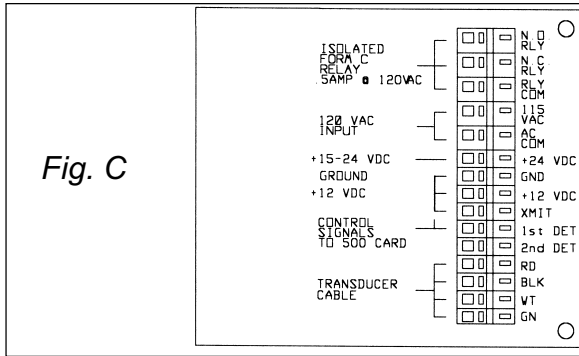 Fig. C
ISOLATED
FORM C
RELAY
.5AMP @ 120VAC
120 VAC
INPUT
+15-24 VDC
GROUND
+12 VDC
CONTROL
SIGNALS
TO 500 CARD
TRANSDUCER
CABLE
N.O.
RLY
N.C.
RLY
RLY
COM
115
VAC
AC
COM
+24 VDC
GND
+12 VDC
XMIT
1st DET
2nd DET
RD
BLK
WT
GN